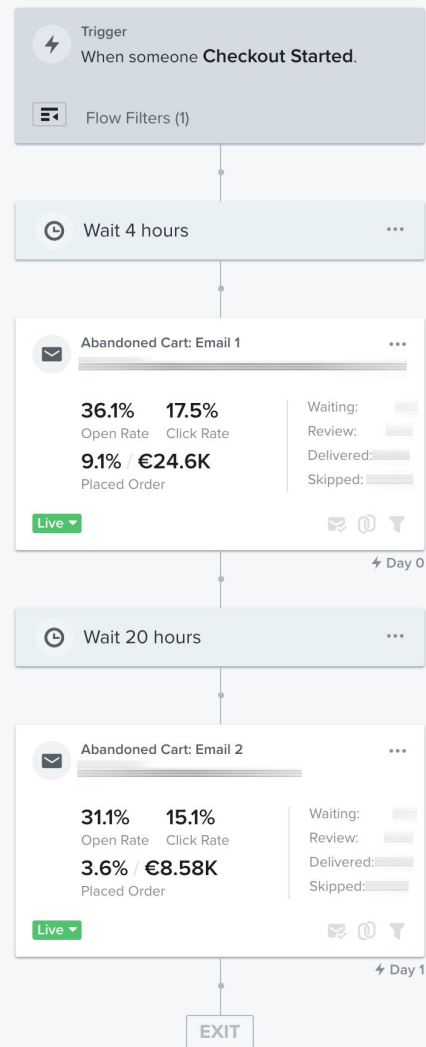 Trigger
When someone Checkout Started.
Flow Filters (1)
Wait 4 hours
Abandoned Cart: Email 1
36.1% 17.5%
Open Rate Click Rate
9.1% / €24.6K
Placed Order
Waiting:
Review:
Delivered:
Skipped:
Live
Day 0
Wait 20 hours
Abandoned Cart: Email 2
31.1% 15.1%
Open Rate Click Rate
3.6% / €8.58K
Placed Order
Waiting:
Review:
Delivered:
Skipped:
Live
Day 1
EXIT